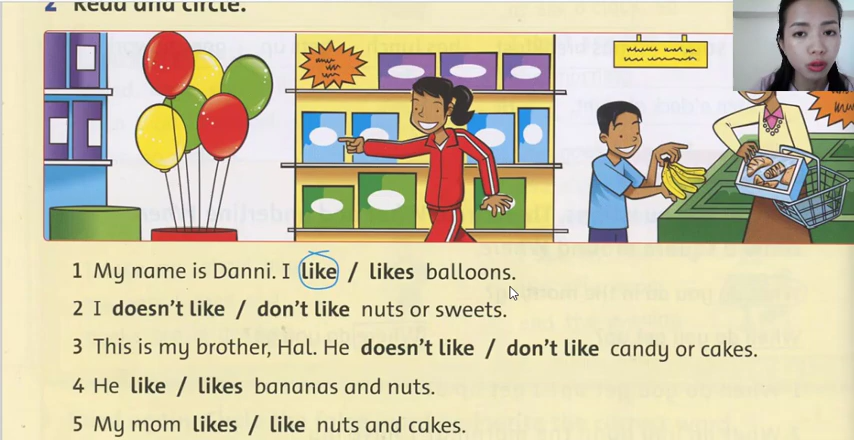 2 Read and circle.
1 My name is Danni. I like / likes balloons.
2 I doesn't like / don't like nuts or sweets.
3 This is my brother, Hal. He doesn't like / don't like candy or cakes.
4 He like / likes bananas and nuts.
5 My mom likes / like nuts and cakes.